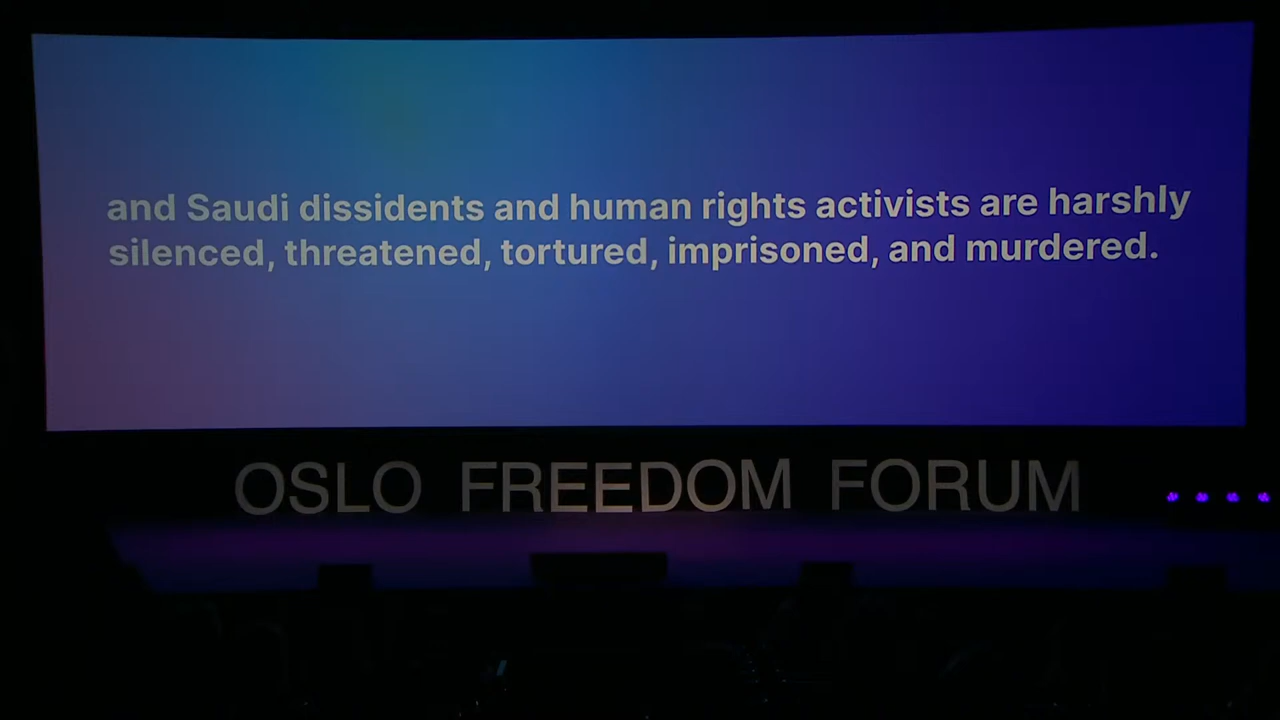 and Saudi dissidents and human rights activists are harshly
silenced, threatened, tortured, imprisoned, and murdered.
OSLO FREEDOM FORUM